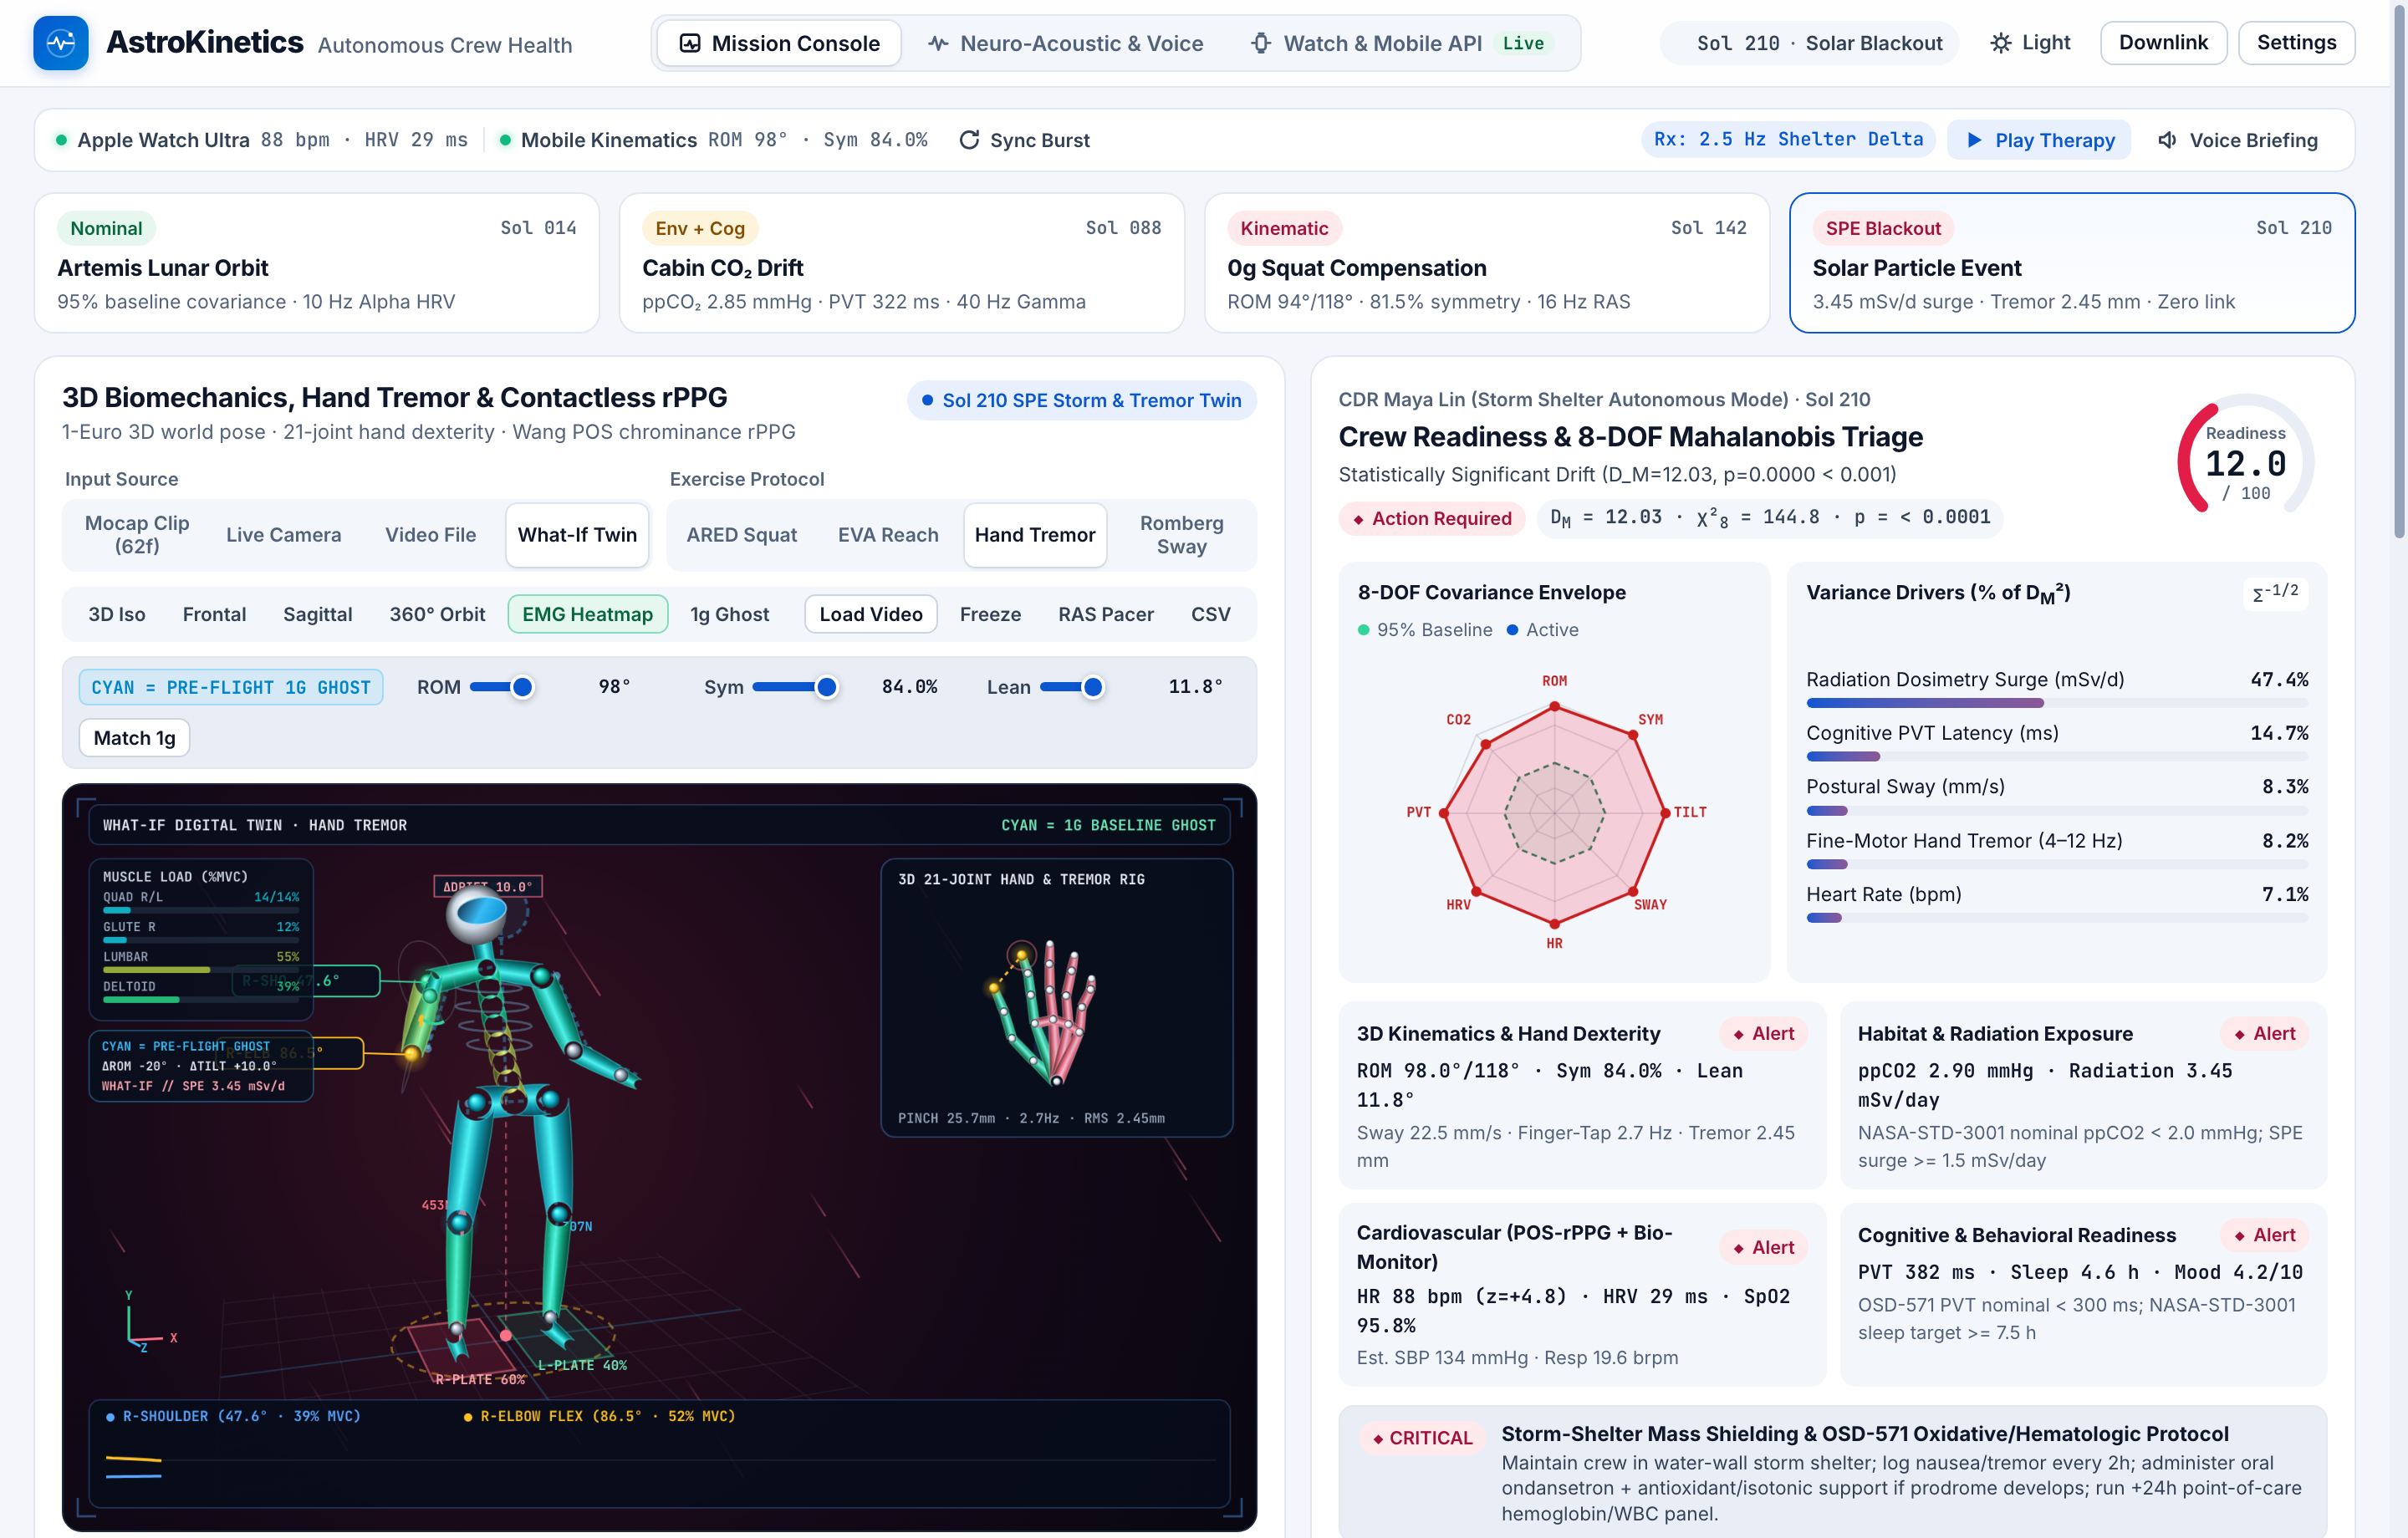 AstroKinetics Autonomous Crew Health
Mission Console
Neuro-Acoustic & Voice
Watch & Mobile API Live
Sol 210 · Solar Blackout
Light
Downlink
Settings
Apple Watch Ultra 88 bpm · HRV 29 ms
Mobile Kinematics ROM 98° · Sym 84.0%
Sync Burst
Rx: 2.5 Hz Shelter Delta
Play Therapy
Voice Briefing
Nominal Sol 014
Artemis Lunar Orbit
95% baseline covariance · 10 Hz Alpha HRV
Env + Cog Sol 088
Cabin CO₂ Drift
ppCO₂ 2.85 mmHg · PVT 322 ms · 40 Hz Gamma
Kinematic Sol 142
0g Squat Compensation
ROM 94°/118° · 81.5% symmetry · 16 Hz RAS
SPE Blackout Sol 210
Solar Particle Event
3.45 mSv/d surge · Tremor 2.45 mm · Zero link
3D Biomechanics, Hand Tremor & Contactless rPPG
1-Euro 3D world pose · 21-joint hand dexterity · Wang POS chrominance rPPG
Sol 210 SPE Storm & Tremor Twin
Input Source
Mocap Clip
(62f)
Live Camera
Video File
What-If Twin
Exercise Protocol
ARED Squat
EVA Reach
Hand Tremor
Romberg
Sway
3D Iso
Frontal
Sagittal
360° Orbit
EMG Heatmap
1g Ghost
Load Video
Freeze
RAS Pacer
CSV
CYAN = PRE-FLIGHT 1G GHOST
ROM 98°
Sym 84.0%
Lean 11.8°
Match 1g
WHAT-IF DIGITAL TWIN · HAND TREMOR
CYAN = 1G BASELINE GHOST
MUSCLE LOAD (%MVC)
QUAD R/L 14/14%
GLUTE R 12%
LUMBAR 55%
DELTOID 39%
R-SHO 47.6°
R-ELB 86.5°
CYAN = PRE-FLIGHT GHOST
ΔROM -20° · ΔTILT +10.0°
WHAT-IF // SPE 3.45 mSv/d
ΔDRIFT 10.0°
3D 21-JOINT HAND & TREMOR RIG
PINCH 25.7mm · 2.7Hz · RMS 2.45mm
Y
X
Z
L-PLATE 40%
R-PLATE 60%
R-SHOULDER (47.6° · 39% MVC)
R-ELBOW FLEX (86.5° · 52% MVC)
CDR Maya Lin (Storm Shelter Autonomous Mode) · Sol 210
Crew Readiness & 8-DOF Mahalanobis Triage
Statistically Significant Drift (D_M=12.03, p=0.0000 < 0.001)
◆ Action Required
D_M = 12.03 · χ²₈ = 144.8 · p = < 0.0001
Readiness
12.0
/ 100
8-DOF Covariance Envelope
95% Baseline
Active
ROM
SYM
TILT
SWAY
HR
HRV
PVT
CO2
Variance Drivers (% of D_M²)
Σ⁻¹/²
Radiation Dosimetry Surge (mSv/d) 47.4%
Cognitive PVT Latency (ms) 14.7%
Postural Sway (mm/s) 8.3%
Fine-Motor Hand Tremor (4–12 Hz) 8.2%
Heart Rate (bpm) 7.1%
3D Kinematics & Hand Dexterity
◆ Alert
ROM 98.0°/118° · Sym 84.0% · Lean
11.8°
Sway 22.5 mm/s · Finger-Tap 2.7 Hz · Tremor 2.45
mm
Habitat & Radiation Exposure
◆ Alert
ppCO2 2.90 mmHg · Radiation 3.45
mSv/day
NASA-STD-3001 nominal ppCO2 < 2.0 mmHg; SPE
surge >= 1.5 mSv/day
Cardiovascular (POS-rPPG + Bio-
Monitor)
◆ Alert
HR 88 bpm (z=+4.8) · HRV 29 ms · SpO2
95.8%
Est. SBP 134 mmHg · Resp 19.6 brpm
Cognitive & Behavioral Readiness
◆ Alert
PVT 382 ms · Sleep 4.6 h · Mood 4.2/10
OSD-571 PVT nominal < 300 ms; NASA-STD-3001
sleep target >= 7.5 h
◆ CRITICAL
Storm-Shelter Mass Shielding & OSD-571 Oxidative/Hematologic Protocol
Maintain crew in water-wall storm shelter; log nausea/tremor every 2h; administer oral
ondansetron + antioxidant/isotonic support if prodrome develops; run +24h point-of-care
hemoglobin/WBC panel.